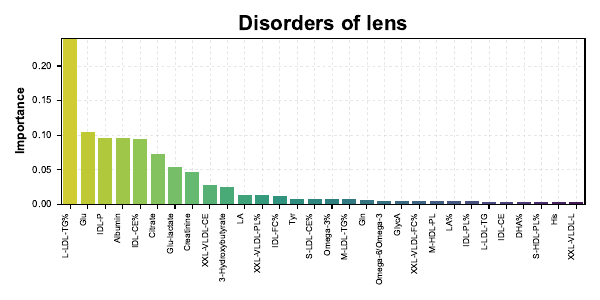 Disorders of lens
Importance
0.20
0.15
0.10
0.05
0.00
L-LDL-TG%
Glu
IDL-P
Albumin
IDL-CE%
Citrate
Glu-lactate
Creatinine
XXL-VLDL-CE
3-Hydroxybutyrate
LA
XXL-VLDL-PL%
IDL-FC%
Tyr
S-LDL-CE%
Omega-3%
M-LDL-TG%
Gln
Omega-6/Omega-3
GlycA
XXL-VLDL-FC%
M-HDL-PL
LA%
IDL-PL%
L-LDL-TG
IDL-CE
DHA%
S-HDL-PL%
His
XXL-VLDL-L